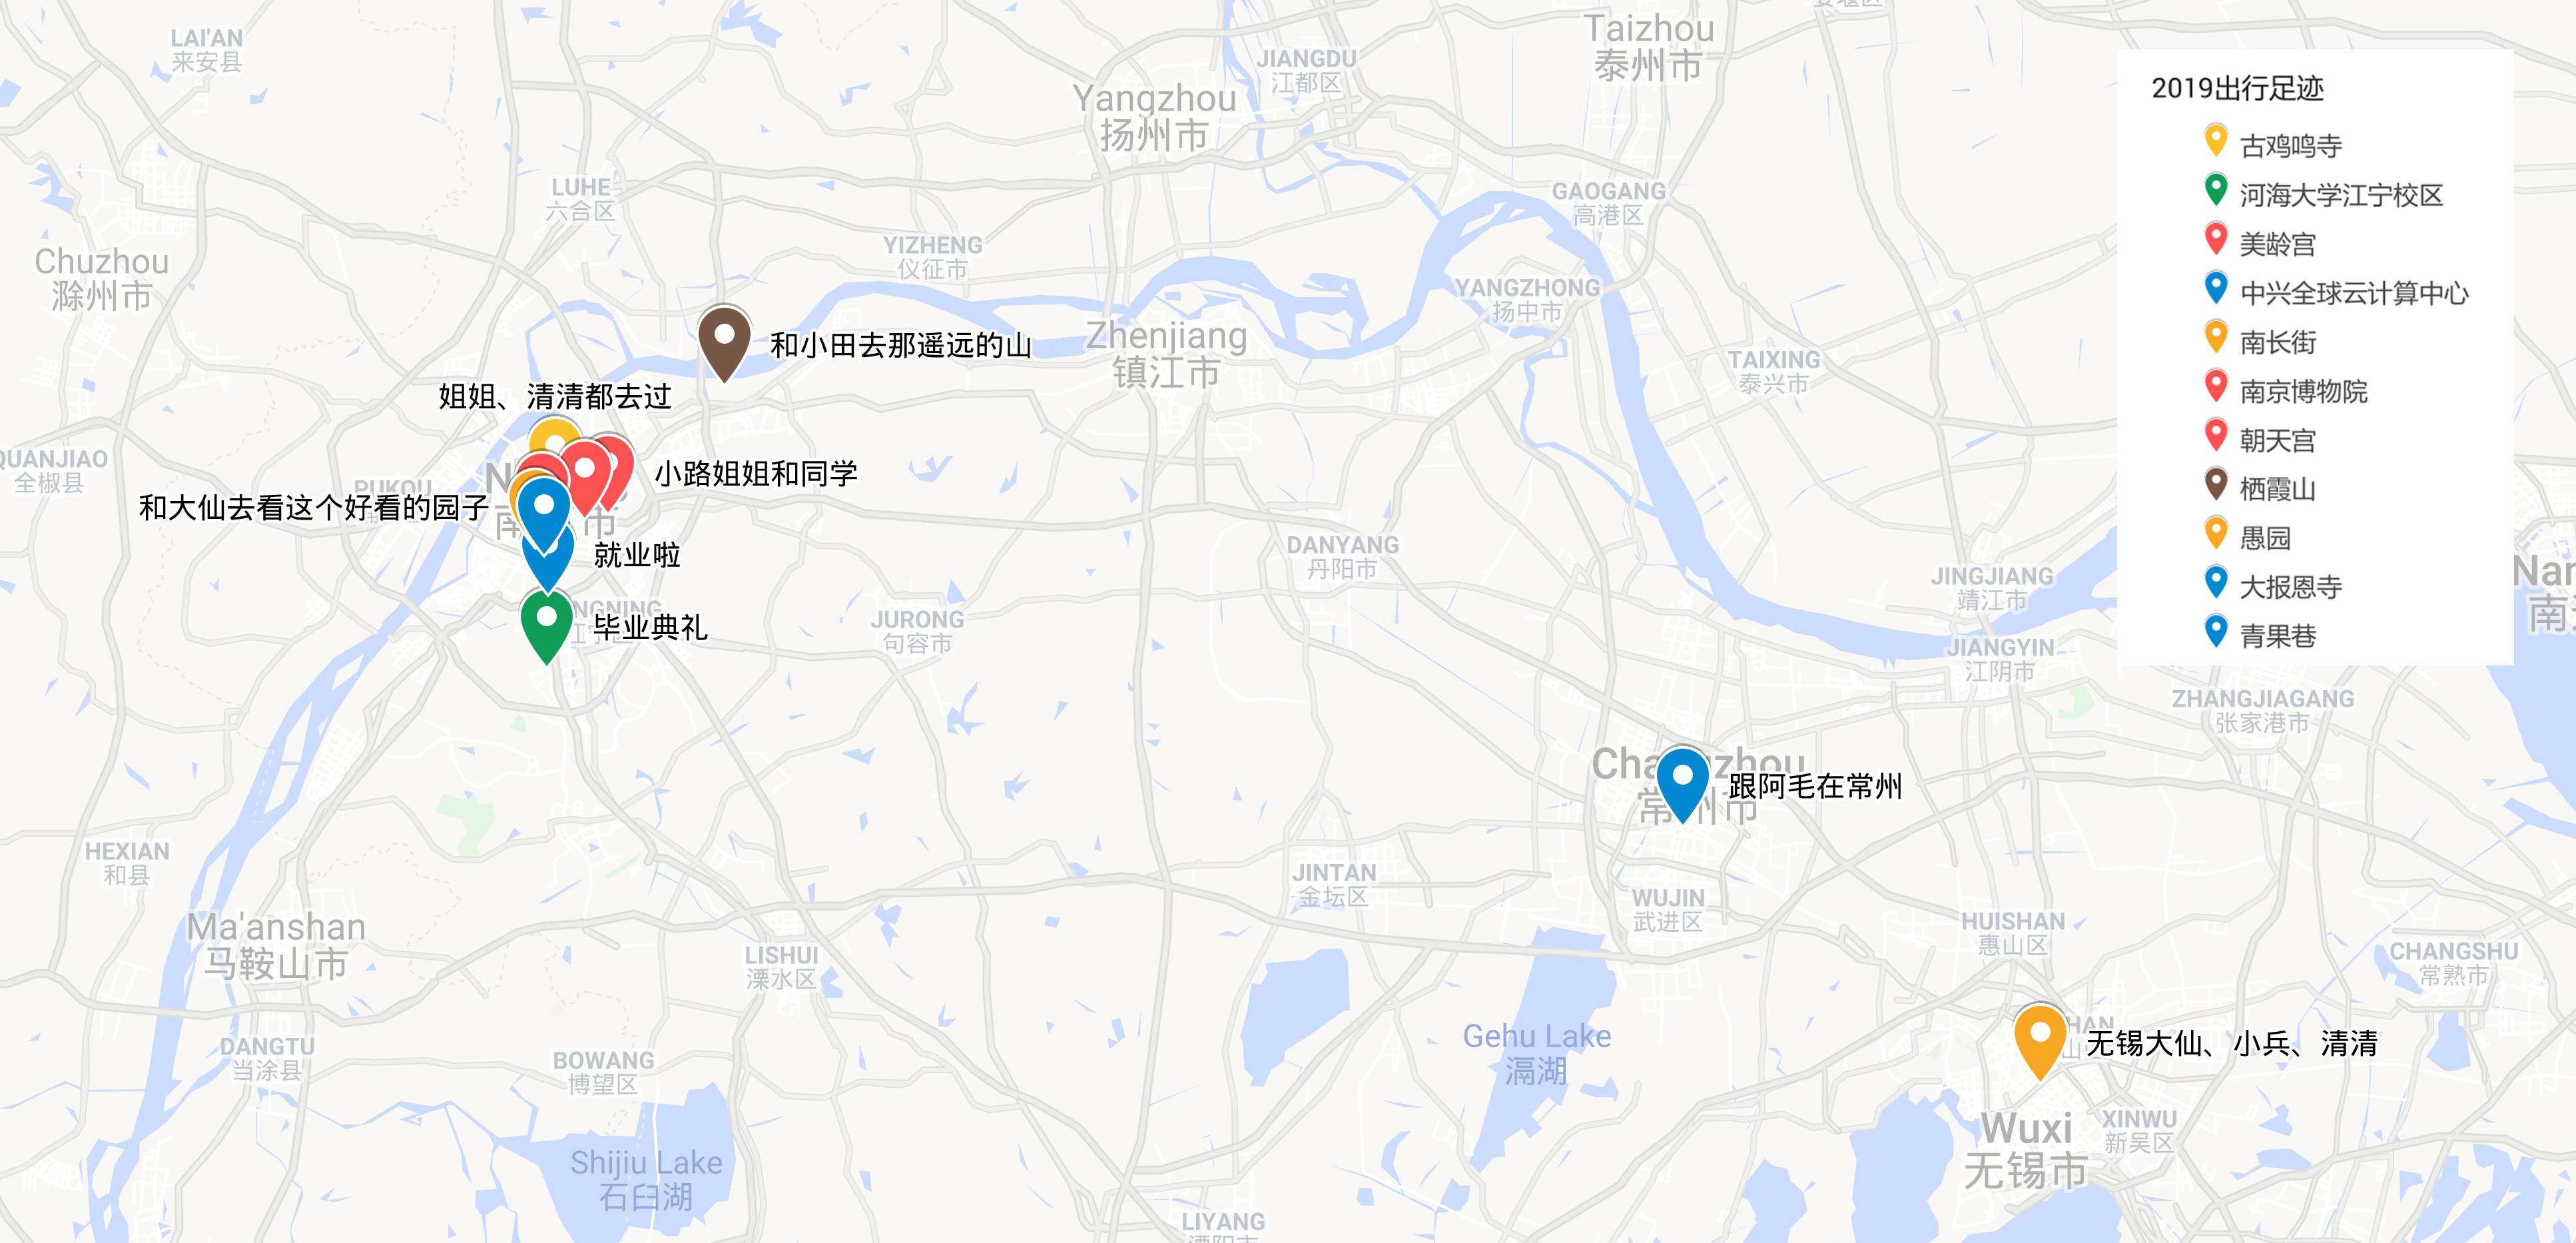 LAI'AN
来安县
Taizhou
泰州市
JIANGDU
江都区
Yangzhou
扬州市
2019出行足迹
古鸡鸣寺
河海大学江宁校区
美龄宫
中兴全球云计算中心
南长街
南京博物院
朝天宫
栖霞山
愚园
大报恩寺
青果巷
LUHE
六合区
GAOGANG
高港区
YIZHENG
仪征市
Chuzhou
滁州市
YANGZHONG
扬中市
和小田去那遥远的山
Zhenjiang
镇江市
TAIXING
泰兴市
姐姐、清清都去过
QUANJIAO
全椒县
小路姐姐和同学
PUKOU
和大仙去看这个好看的园子
就业啦
DANYANG
丹阳市
JINGJIANG
靖江市
毕业典礼
JURONG
句容市
JIANGYIN
江阴市
ZHANGJIAGANG
张家港市
跟阿毛在常州
HEXIAN
和县
JINTAN
金坛区
WUJIN
武进区
Ma'anshan
马鞍山市
HUISHAN
惠山区
LISHUI
溧水区
CHANGSHU
常熟市
Gehu Lake
滆湖
无锡大仙、小兵、清清
DANGTU
当涂县
BOWANG
博望区
Wuxi
无锡市
XINWU
新吴区
Shijiu Lake
石臼湖
LIYANG